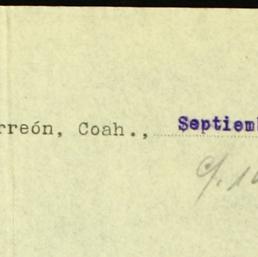 rreón, Coah., Septiem